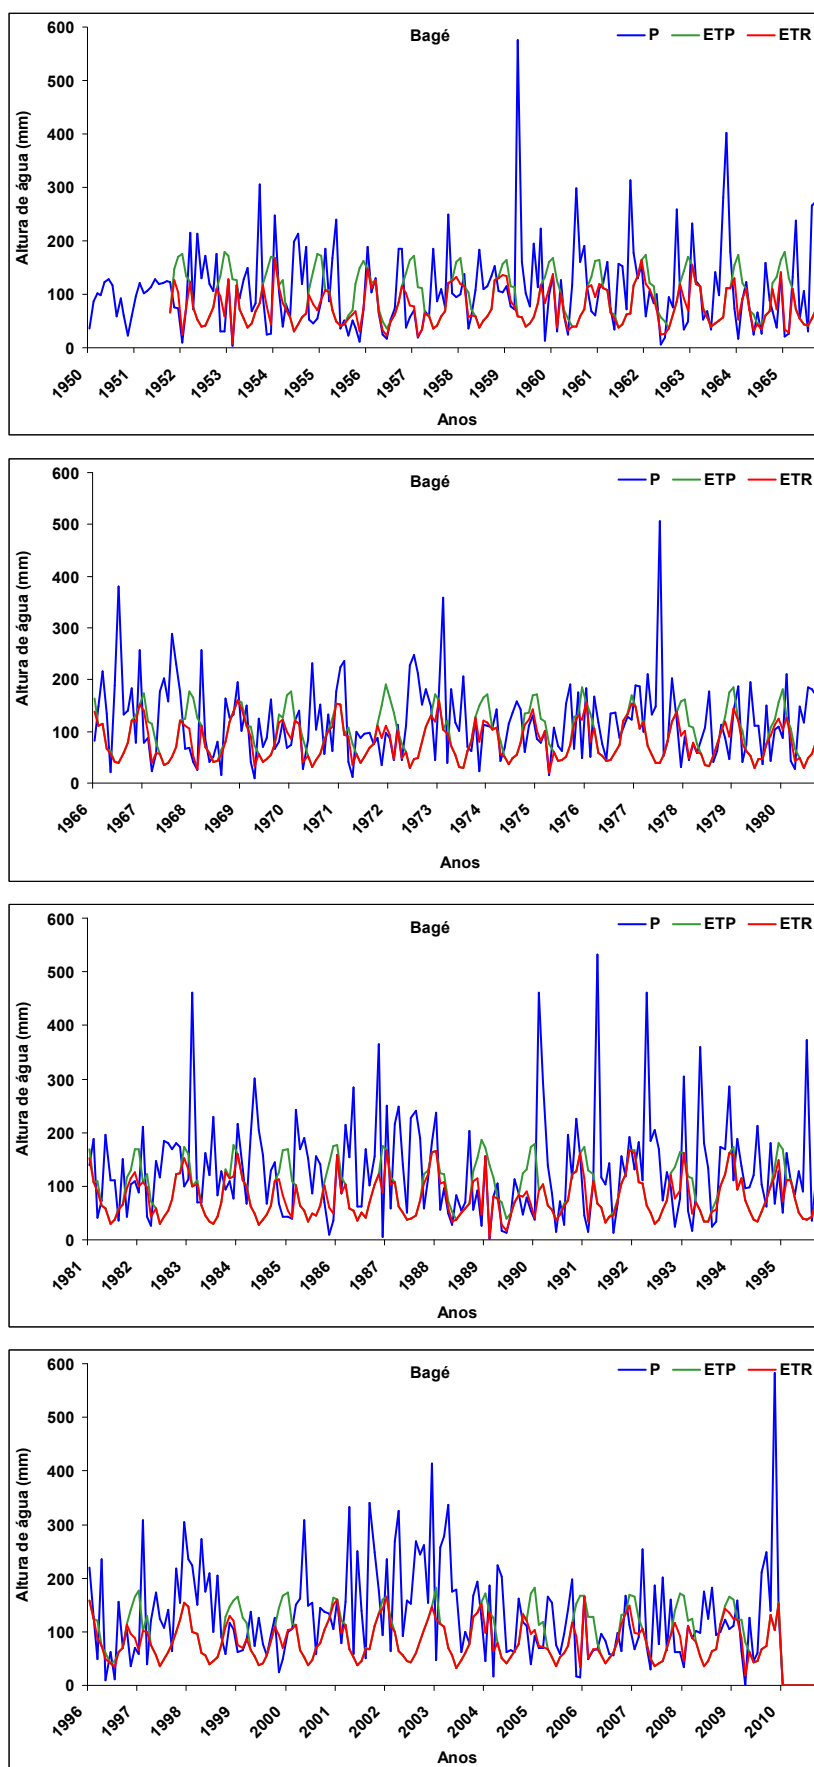 Bagé
P ETP ETR
Altura de água (mm)
600
500
400
300
200
100
0
1950 1951 1952 1953 1954 1955 1956 1957 1958 1959 1960 1961 1962 1963 1964 1965
Anos
Bagé
P ETP ETR
Altura de água (mm)
600
500
400
300
200
100
0
1966 1967 1968 1969 1970 1971 1972 1973 1974 1975 1976 1977 1978 1979 1980
Anos
Bagé
P ETP ETR
Altura de água (mm)
600
500
400
300
200
100
0
1981 1982 1983 1984 1985 1986 1987 1988 1989 1990 1991 1992 1993 1994 1995
Anos
Bagé
P ETP ETR
Altura de água (mm)
600
500
400
300
200
100
0
1996 1997 1998 1999 2000 2001 2002 2003 2004 2005 2006 2007 2008 2009 2010
Anos